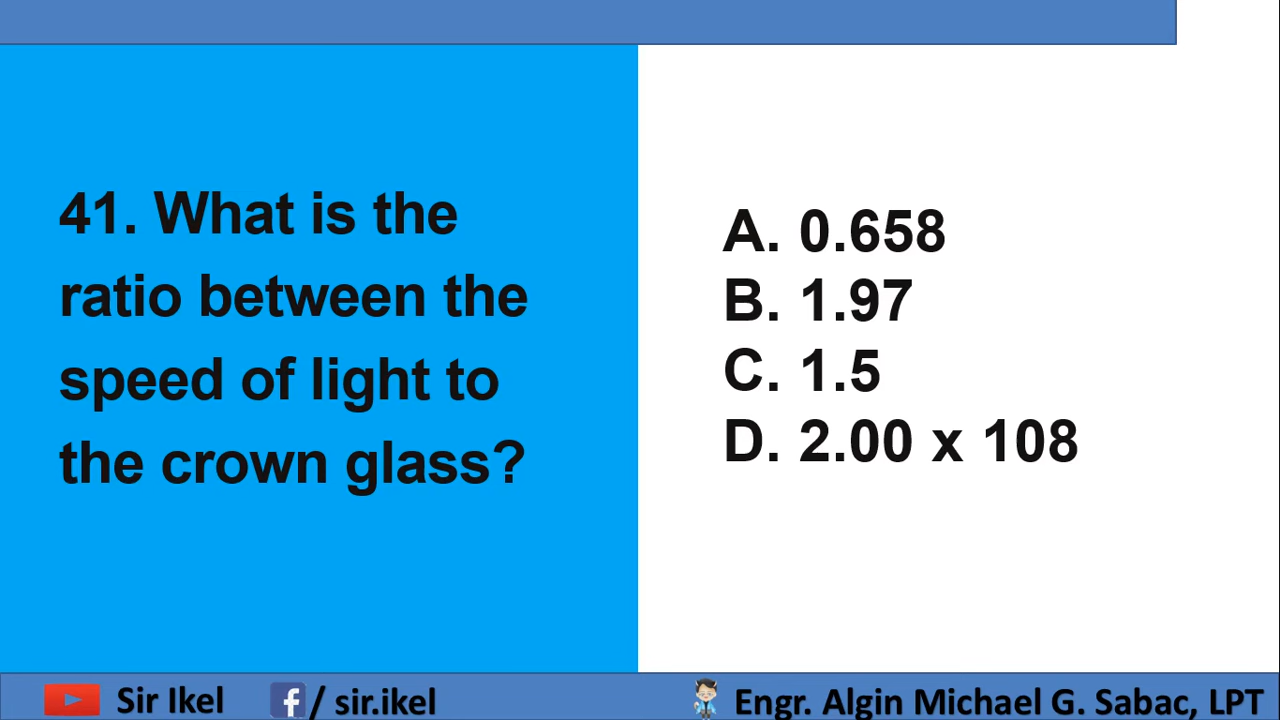 41. What is the
ratio between the
speed of light to
the crown glass?
A. 0.658
B. 1.97
C. 1.5
D. 2.00 x 108
Sir Ikel
f / sir.ikel
Engr. Algin Michael G. Sabac, LPT